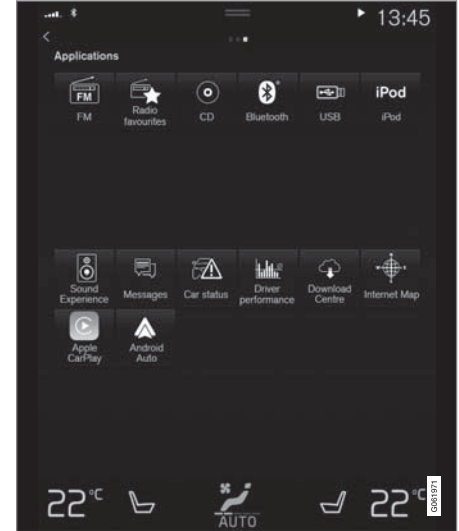 13:45
Applications
FM
iPod
FM
Radio favourites
CD
Bluetooth
USB
iPod
Sound Experience
Messages
Car status
Driver performance
Download Centre
Internet Map
Apple CarPlay
Android Auto
22°C
AUTO
22°C
G061971